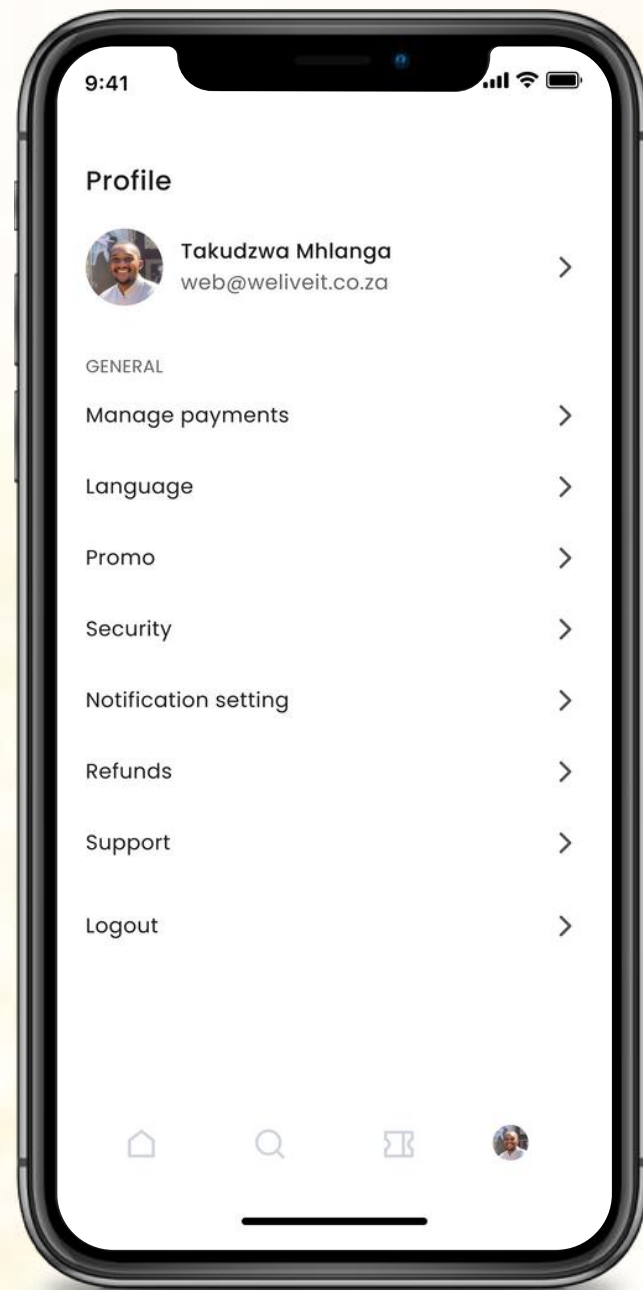 9:41
Profile
Takudzwa Mhlanga
web@weliveit.co.za
GENERAL
Manage payments
Language
Promo
Security
Notification setting
Refunds
Support
Logout